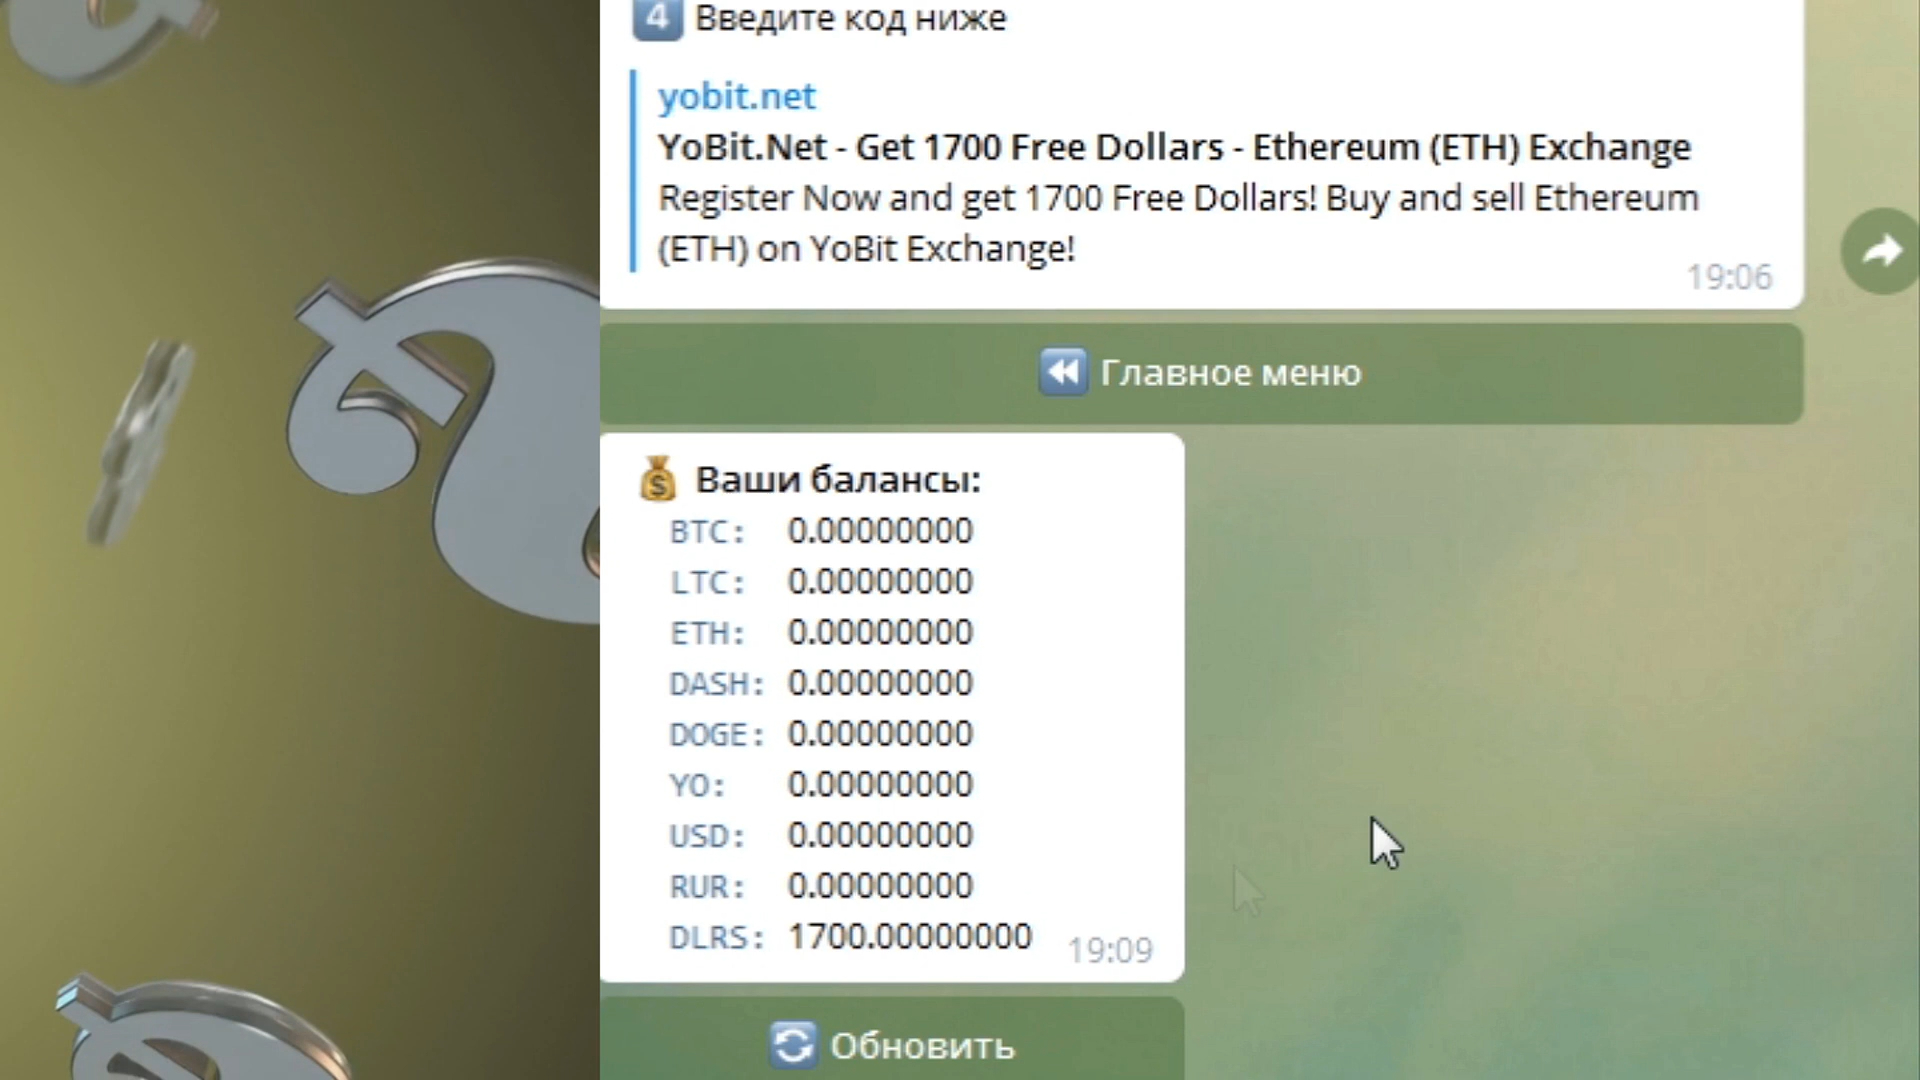 4 Введите код ниже
yobit.net
YoBit.Net - Get 1700 Free Dollars - Ethereum (ETH) Exchange
Register Now and get 1700 Free Dollars! Buy and sell Ethereum
(ETH) on YoBit Exchange!
19:06
Главное меню
Ваши балансы:
BTC: 0.00000000
LTC: 0.00000000
ETH: 0.00000000
DASH: 0.00000000
DOGE: 0.00000000
YO: 0.00000000
USD: 0.00000000
RUR: 0.00000000
DLRS: 1700.00000000
19:09
Обновить